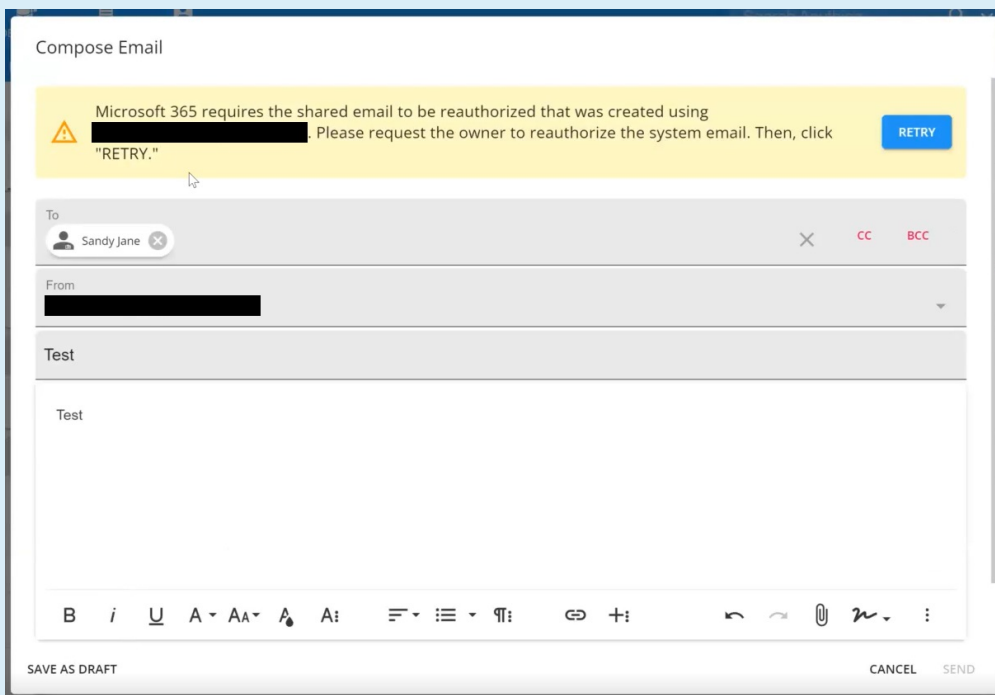 Compose Email
Microsoft 365 requires the shared email to be reauthorized that was created using
. Please request the owner to reauthorize the system email. Then, click
"RETRY."
RETRY
To
Sandy Jane
CC
BCC
From
Test
Test
B i U A AA A A
SAVE AS DRAFT
CANCEL
SEND